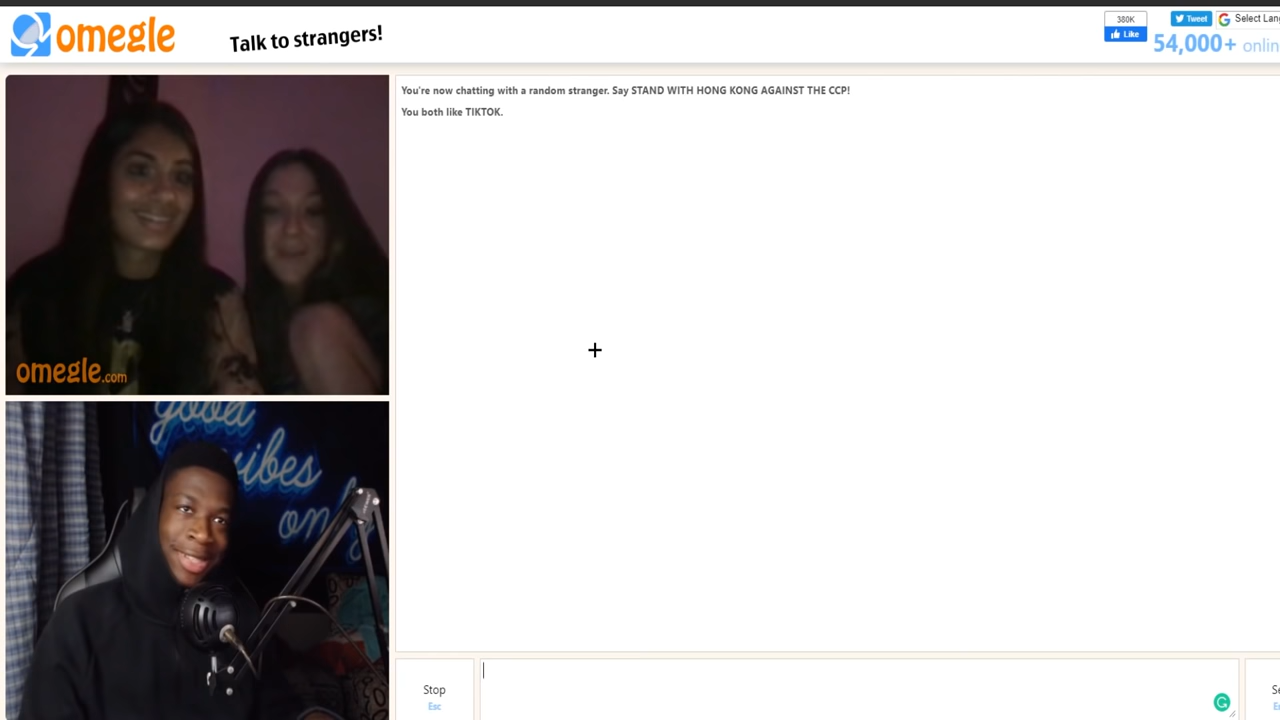 omegle
Talk to strangers!
380K
Like
Tweet
Select Lang
54,000+ onlin
You're now chatting with a random stranger. Say STAND WITH HONG KONG AGAINST THE CCP!
You both like TIKTOK.
omegle.com
good
vibes
only
Stop
Esc
Se